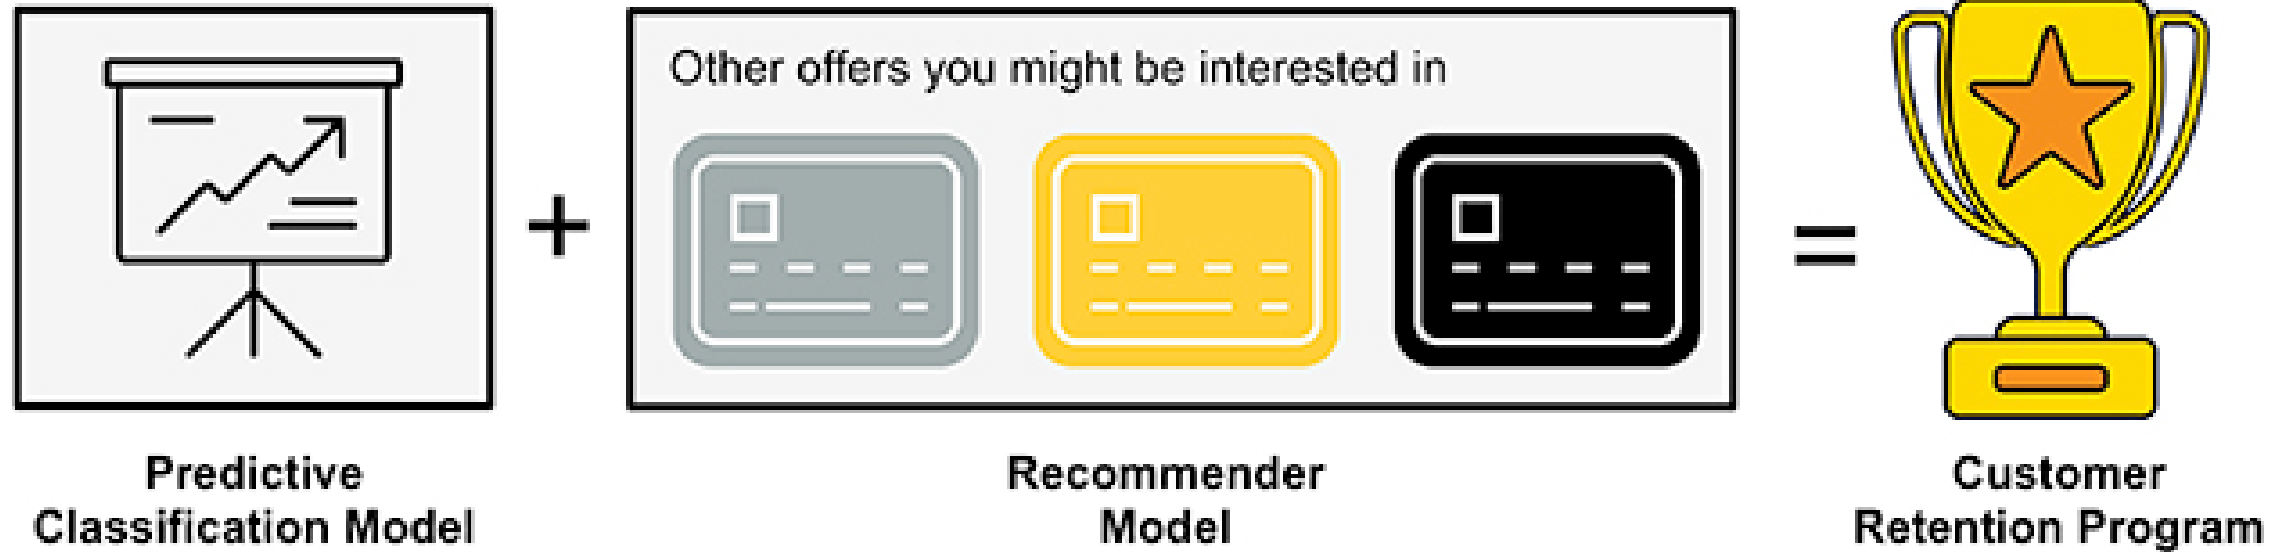 Other offers you might be interested in
+
=
Predictive
Classification Model
Recommender
Model
Customer
Retention Program